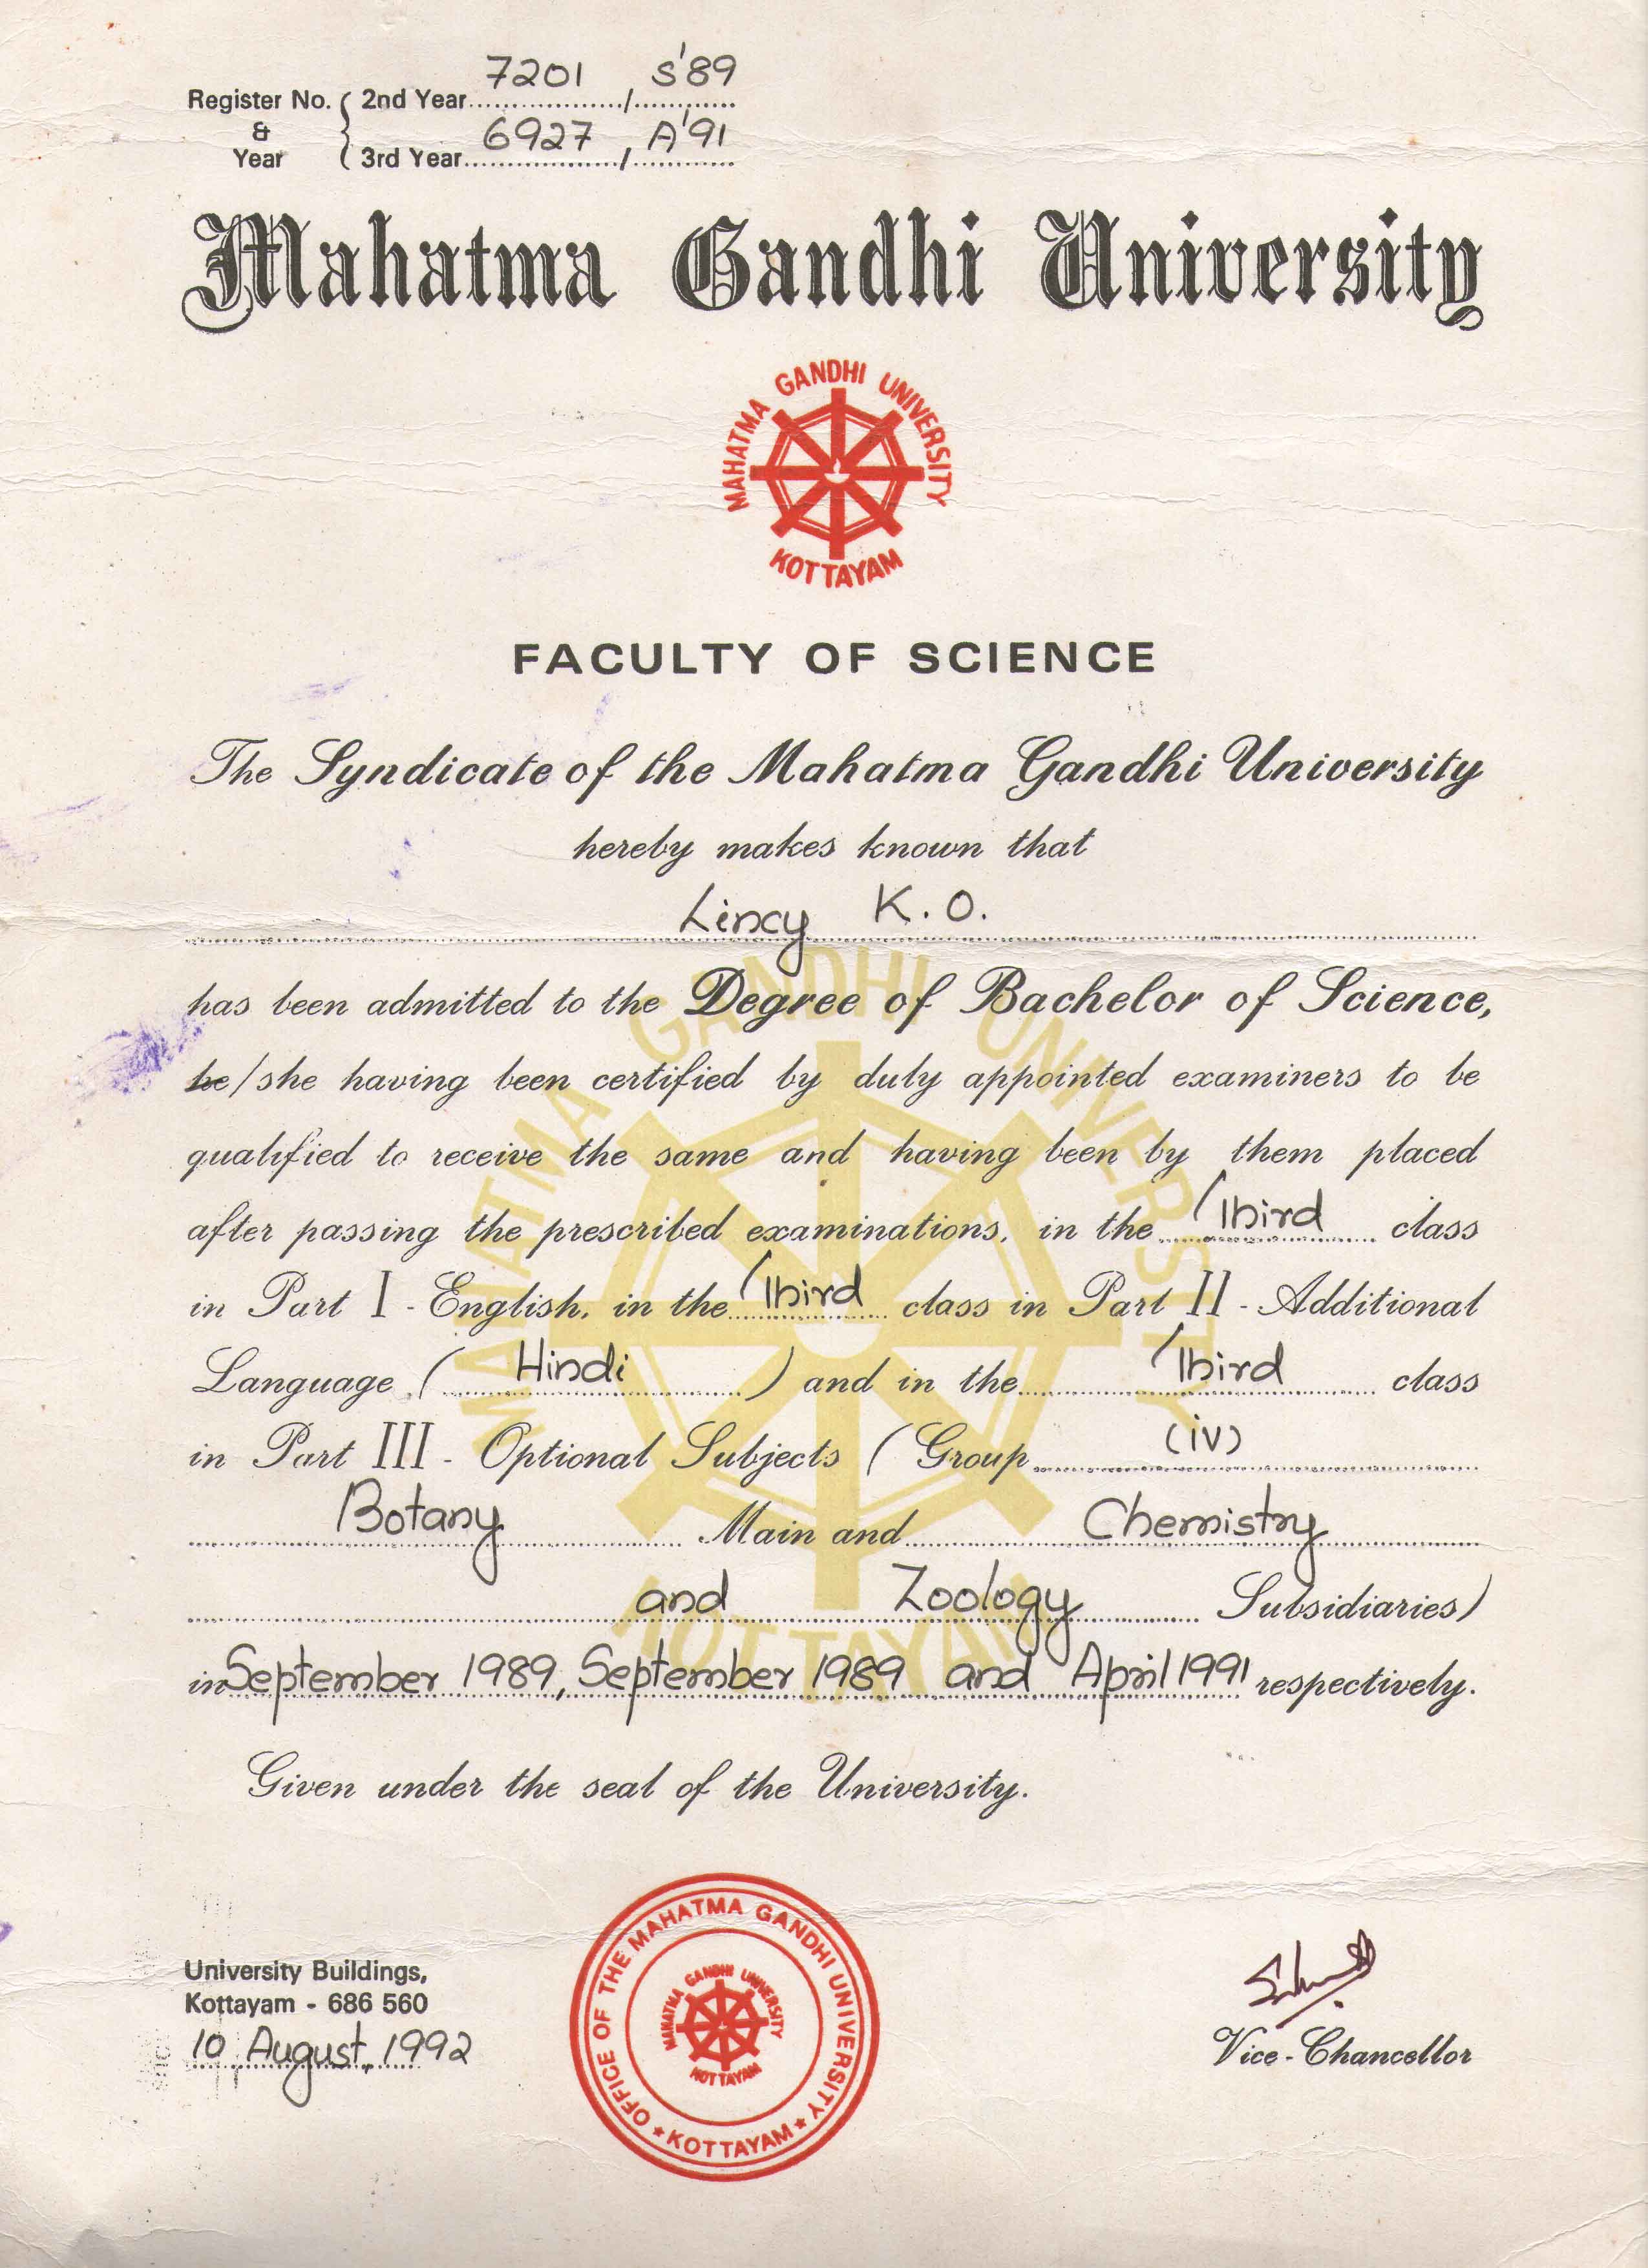 7201 S'89
Register No. 2nd Year ......... / .........
&
6927 A'91
Year 3rd Year ......... / .........
Mahatma Gandhi University
MAHATMA GANDHI UNIVERSITY
KOTTAYAM
FACULTY OF SCIENCE
The Syndicate of the Mahatma Gandhi University
hereby makes known that
Lincy K.O.
has been admitted to the Degree of Bachelor of Science,
he/she having been certified by duly appointed examiners to be
qualified to receive the same and having been by them placed
after passing the prescribed examinations, in the Third class
in Part I - English, in the Third class in Part II - Additional
Language, (Hindi) and in the Third class
in Part III - Optional Subjects (Group (iv)
Botany Main and Chemistry
and Zoology Subsidiaries)
in September 1989, September 1989 and April 1991 respectively.
Given under the seal of the University.
MAHATMA GANDHI UNIVERSITY
KOTTAYAM
University Buildings,
Kottayam - 686 560
10 August, 1992
OFFICE OF THE MAHATMA GANDHI UNIVERSITY
* KOTTAYAM *
MAHATMA GANDHI UNIVERSITY
KOTTAYAM
Vice-Chancellor